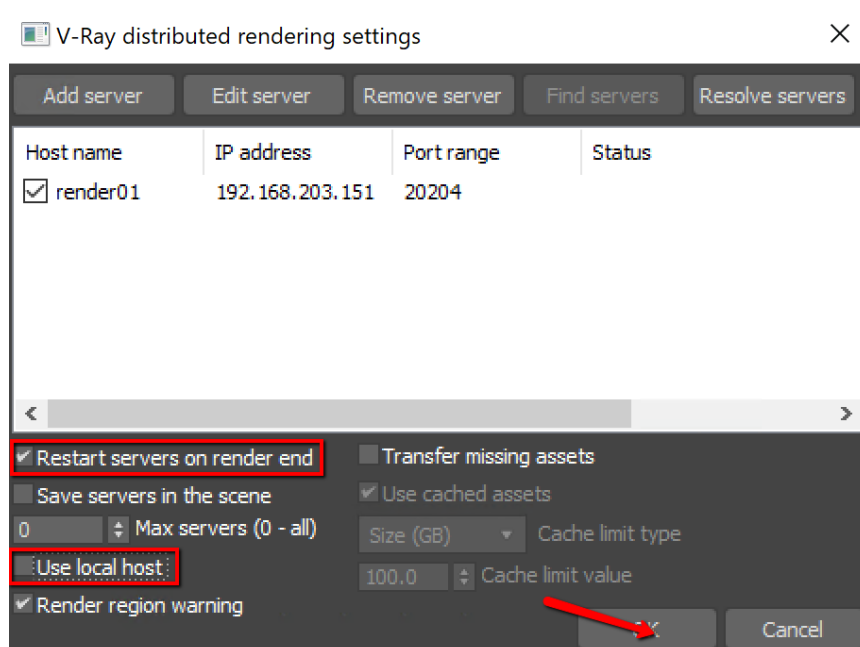 V-Ray distributed rendering settings
Add server Edit server Remove server Find servers Resolve servers
Host name IP address Port range Status
render01 192.168.203.151 20204
Restart servers on render end Transfer missing assets
Save servers in the scene Use cached assets
0 Max servers (0 - all) Size (GB) Cache limit type
Use local host 100.0 Cache limit value
Render region warning
Cancel